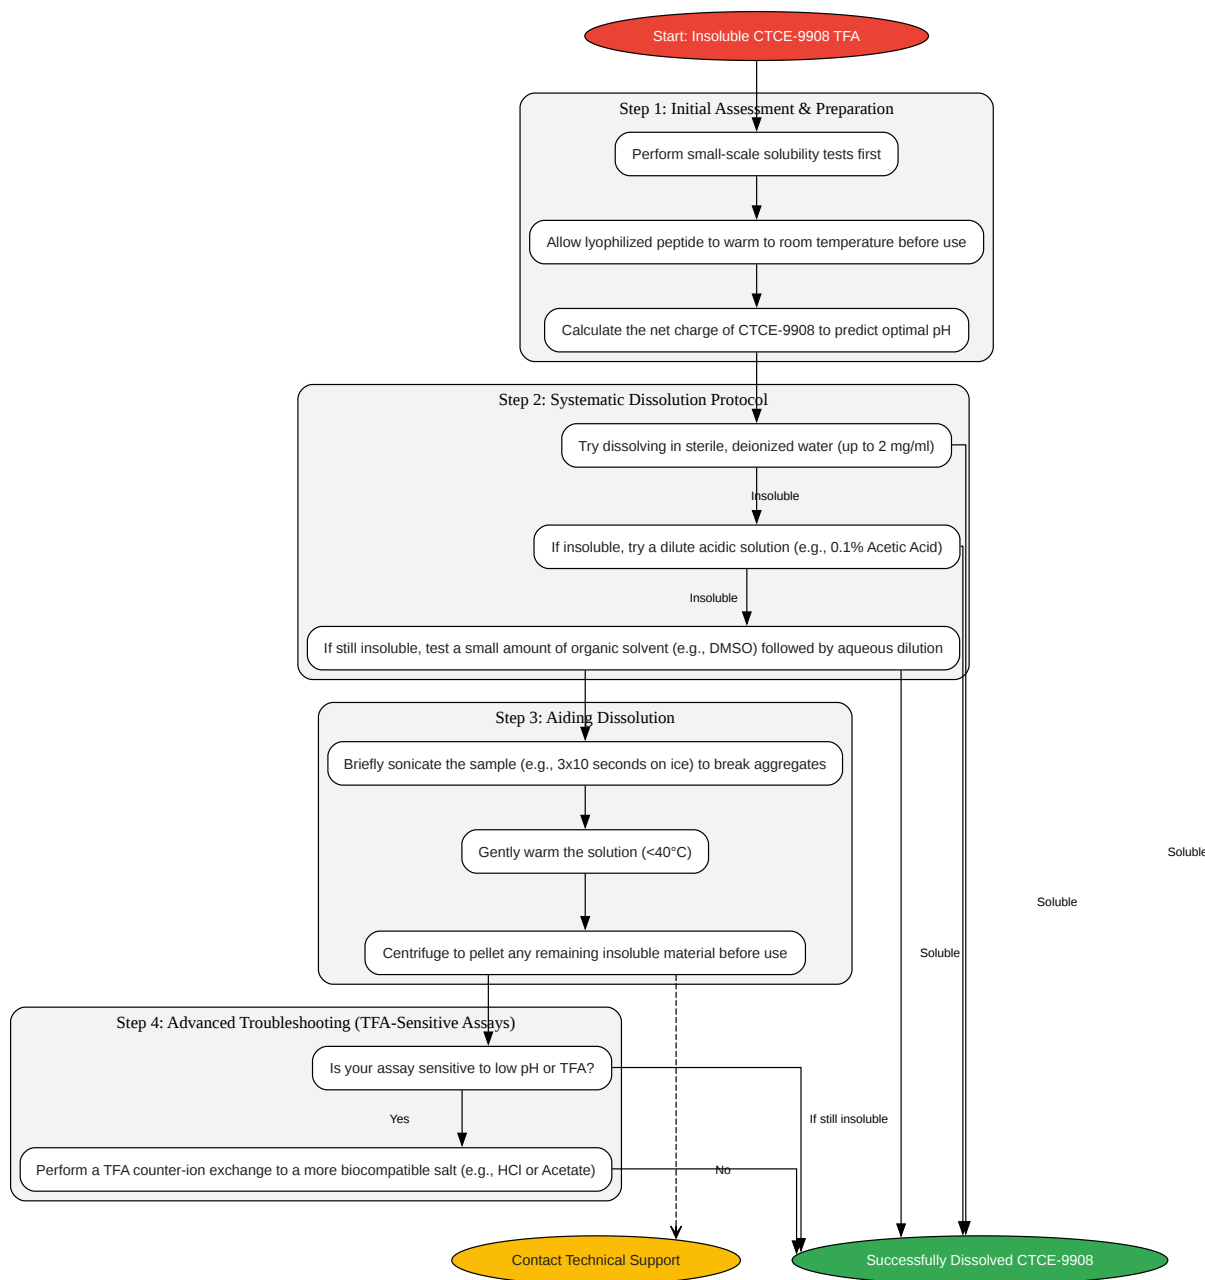 Start: Insoluble CTCE-9908 TFA
Step 1: Initial Assessment & Preparation
Perform small-scale solubility tests first
Allow lyophilized peptide to warm to room temperature before use
Calculate the net charge of CTCE-9908 to predict optimal pH
Step 2: Systematic Dissolution Protocol
Try dissolving in sterile, deionized water (up to 2 mg/ml)
Insoluble
If insoluble, try a dilute acidic solution (e.g., 0.1% Acetic Acid)
Insoluble
If still insoluble, test a small amount of organic solvent (e.g., DMSO) followed by aqueous dilution
Step 3: Aiding Dissolution
Briefly sonicate the sample (e.g., 3x10 seconds on ice) to break aggregates
Gently warm the solution (<40°C)
Soluble
Soluble
Centrifuge to pellet any remaining insoluble material before use
Soluble
Step 4: Advanced Troubleshooting (TFA-Sensitive Assays)
Is your assay sensitive to low pH or TFA?
Yes
If still insoluble
Perform a TFA counter-ion exchange to a more biocompatible salt (e.g., HCl or Acetate)
No
Contact Technical Support
Successfully Dissolved CTCE-9908